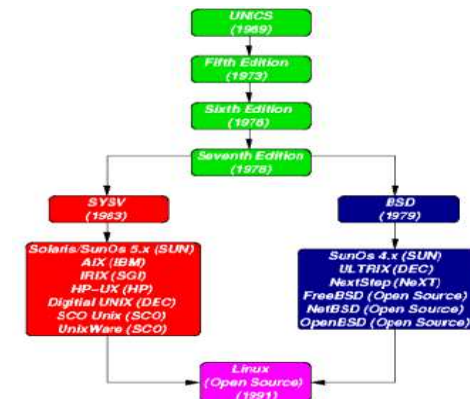 UNICS
(1969)
Fifth Edition
(1973)
Sixth Edition
(1976)
Seventh Edition
(1978)
SYSV
(1983)
BSD
(1979)
Solaris/SunOs 5.x (SUN)
AIX (IBM)
IRIX (SGI)
HP-UX (HP)
Digitial UNIX (DEC)
SCO Unix (SCO)
UnixWare (SCO)
SunOs 4.x (SUN)
ULTRIX (DEC)
NextStep (NeXT)
FreeBSD (Open Source)
NetBSD (Open Source)
OpenBSD (Open Source)
Linux
(Open Source)
(1991)